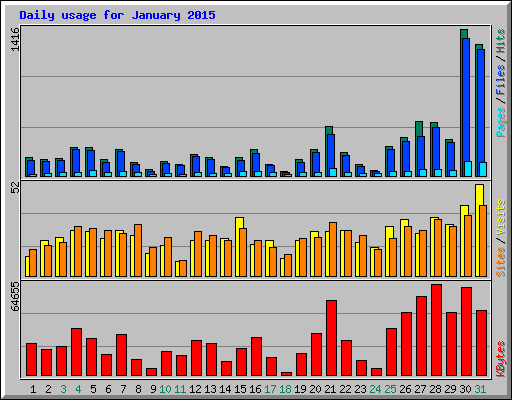 Daily usage for January 2015
1416
Pages / Files / Hits
52
Sites / Visits
64655
KBytes
1 2 3 4 5 6 7 8 9 10 11 12 13 14 15 16 17 18 19 20 21 22 23 24 25 26 27 28 29 30 31